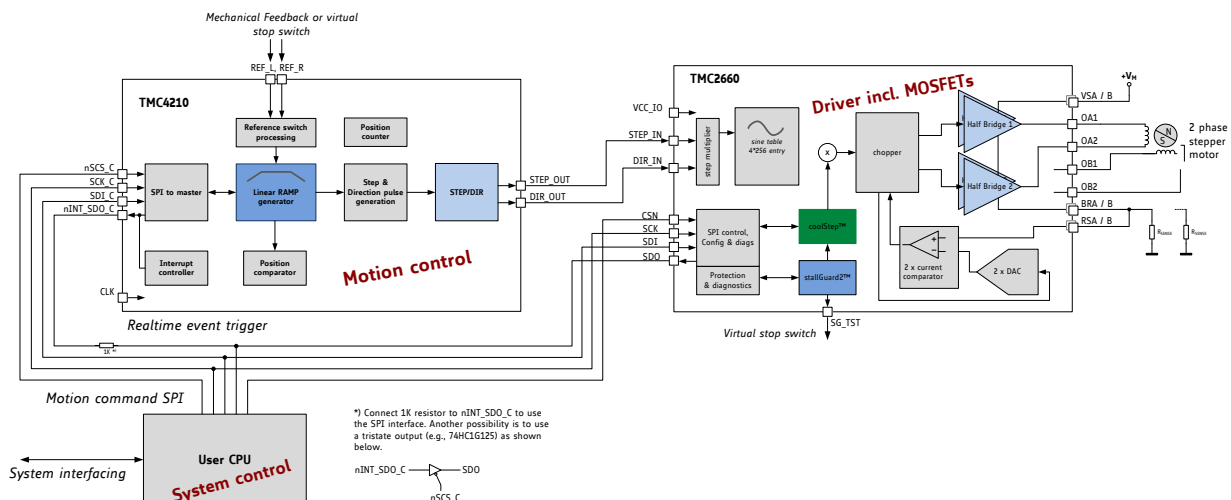 Mechanical Feedback or virtual
stop switch
REF_L, REF_R
TMC4210
Reference switch
processing
Position
counter
nSCS_C
SCK_C
SDI_C
nINT_SDO_C
SPI to master
Linear RAMP
generator
Step &
Direction pulse
generation
STEP/DIR
STEP_OUT
DIR_OUT
Interrupt
controller
Position
comparator
Motion control
CLK
Realtime event trigger
1K *)
Motion command SPI
User CPU
System control
System interfacing
*) Connect 1K resistor to nINT_SDO_C to use
the SPI interface. Another possibility is to use
a tristate output (e.g., 74HC1G125) as shown
below.
nINT_SDO_C
SDO
nSCS_C
TMC2660
Driver incl. MOSFETs
VCC_IO
STEP_IN
DIR_IN
step multiplier
sine table
4*256 entry
x
chopper
Half Bridge 1
Half Bridge 2
+VM
VSA / B
OA1
OA2
OB1
OB2
BRA / B
RSA / B
N
S
2 phase
stepper
motor
RSENSE
RSENSE
CSN
SCK
SDI
SDO
SPI control,
Config & diags
Protection
& diagnostics
coolStep™
stallGuard2™
+
−
2 x current
comparator
2 x DAC
SG_TST
Virtual stop switch